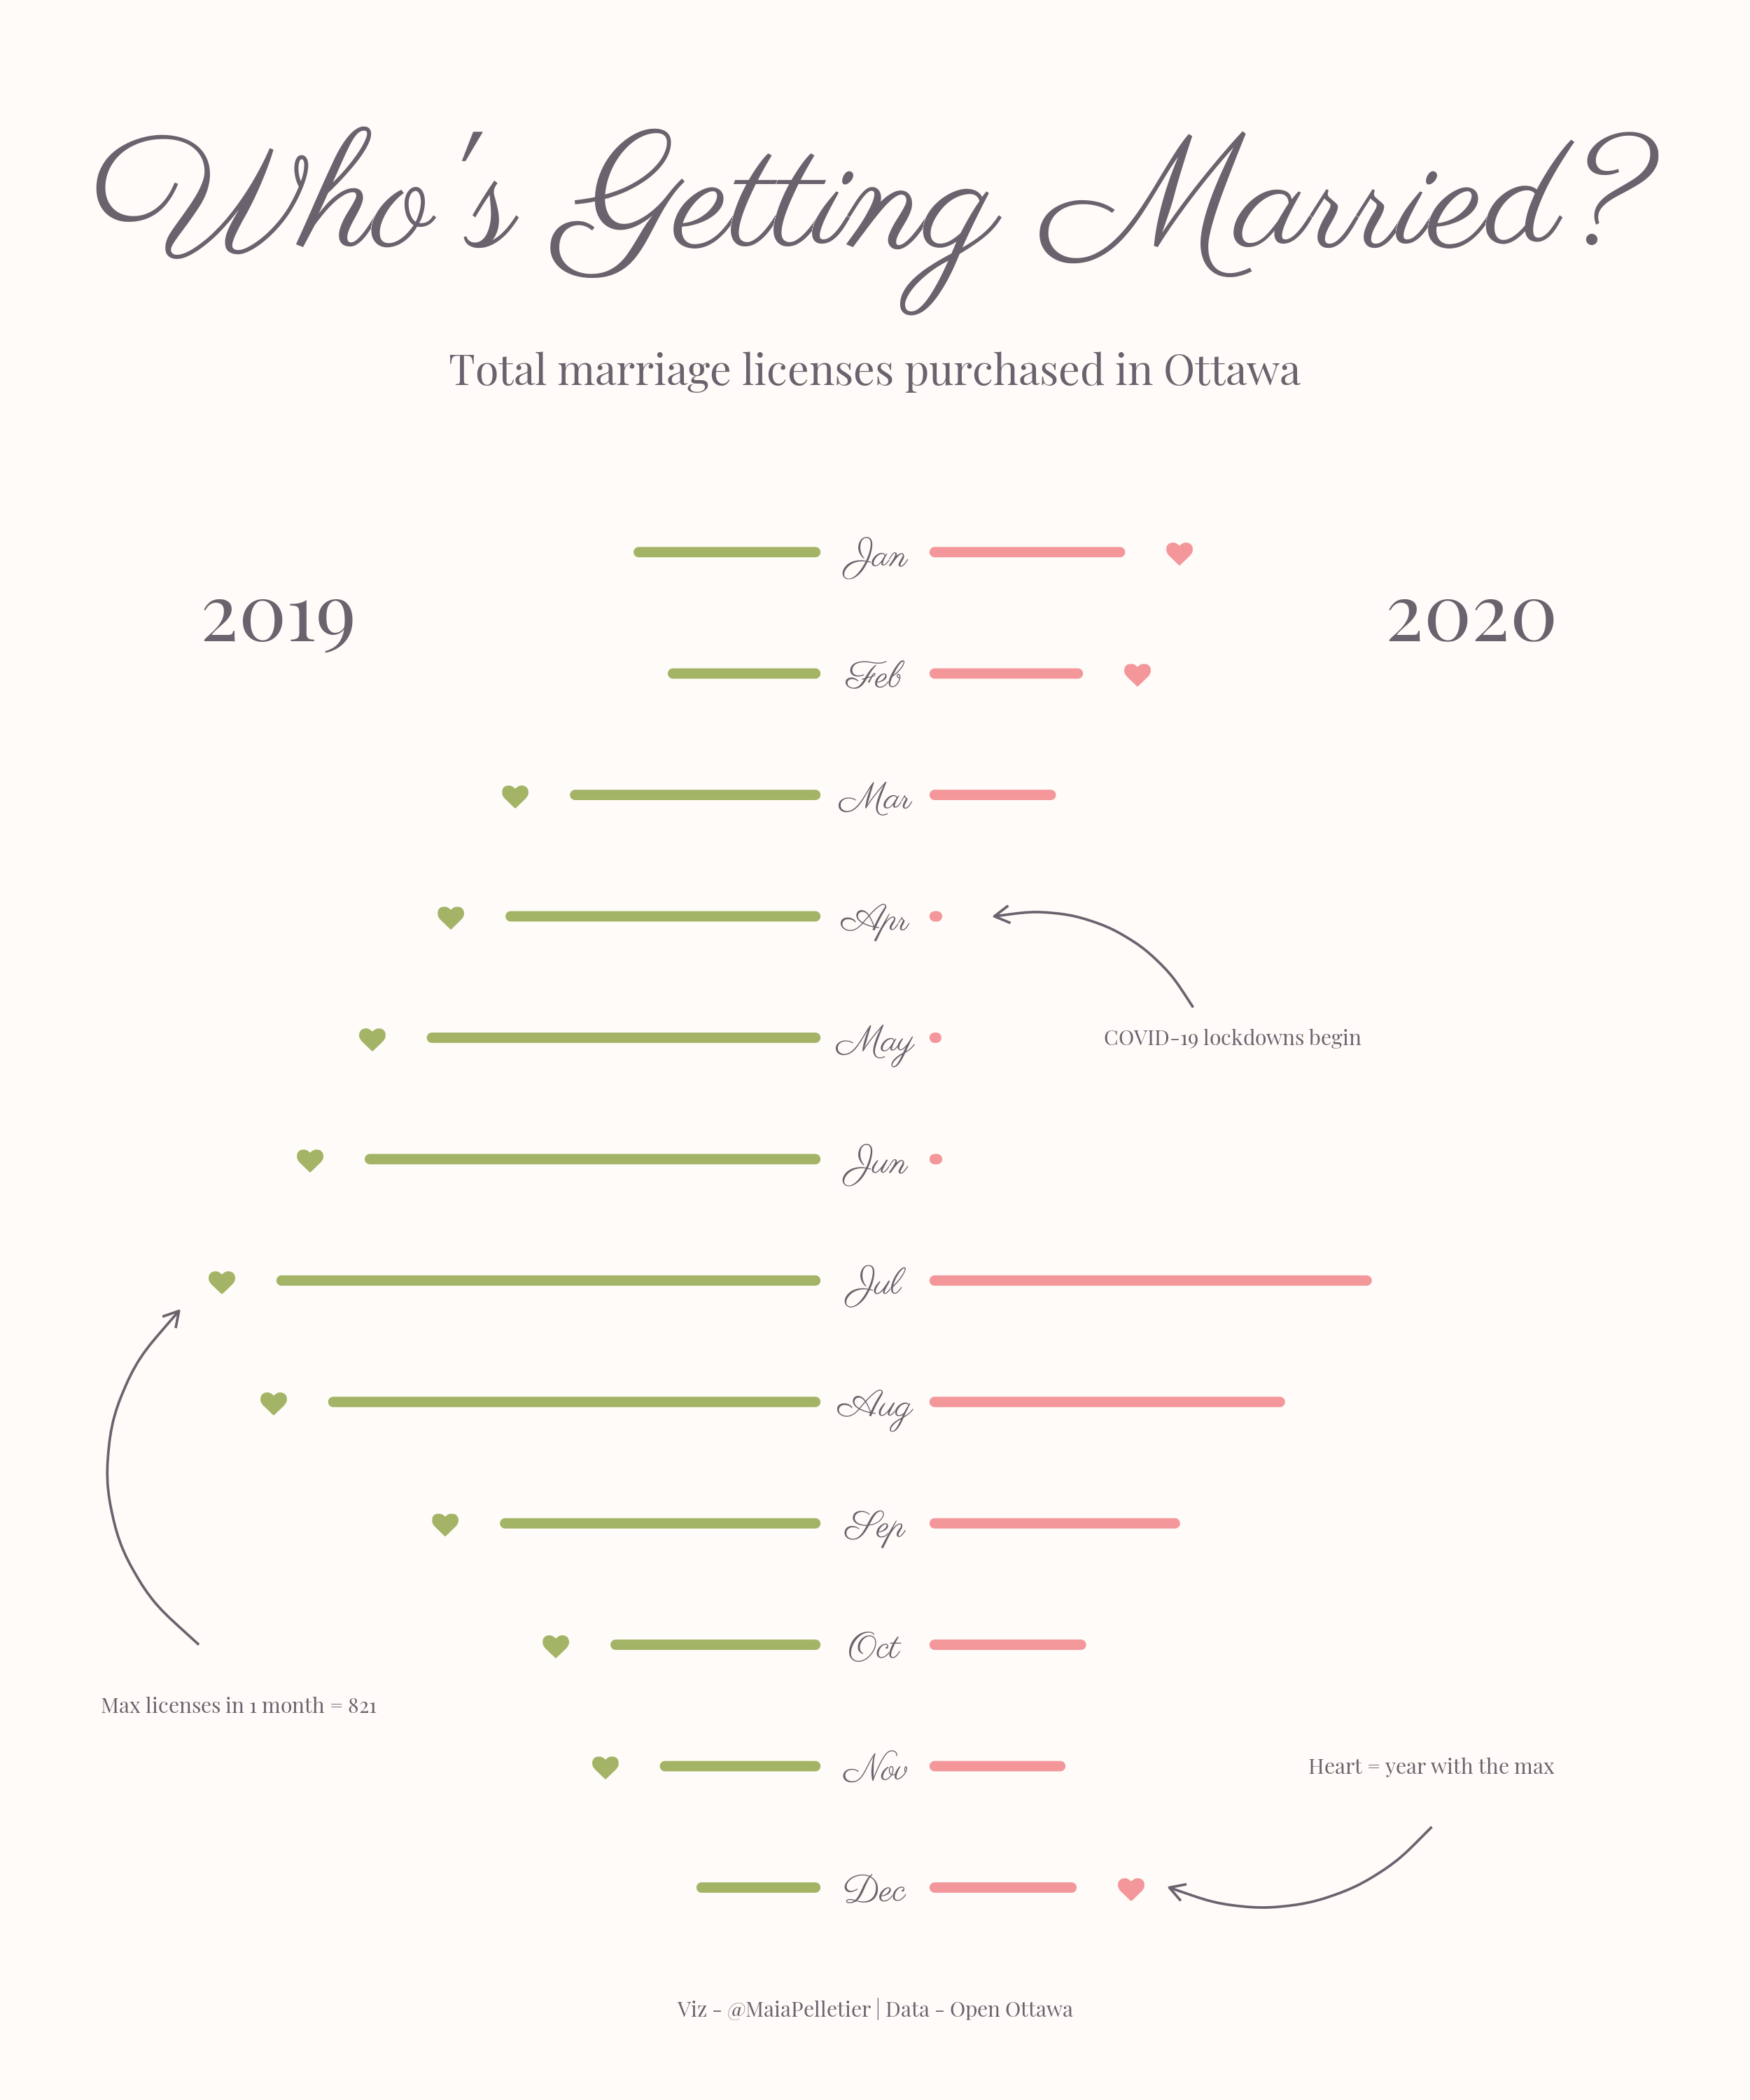 Who's Getting Married?
Total marriage licenses purchased in Ottawa
Jan
2019
2020
Feb
Mar
Apr
COVID-19 lockdowns begin
May
Jun
Jul
Aug
Sep
Oct
Max licenses in 1 month = 821
Nov
Heart = year with the max
Dec
Viz - @MaiaPelletier | Data - Open Ottawa